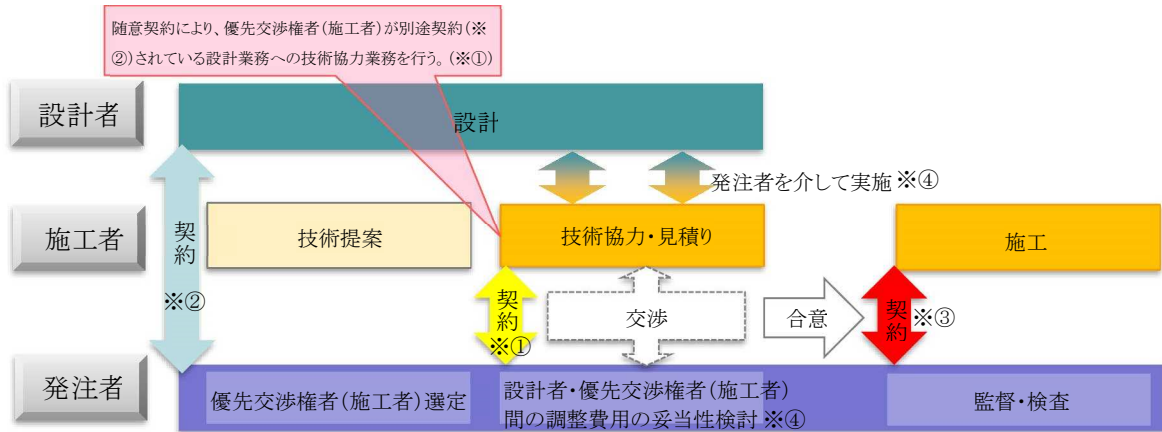 随意契約により、優先交渉権者(施工者)が別途契約(※
②)されている設計業務への技術協力業務を行う。(※①)
設計者
設計
発注者を介して実施※④
施工者
技術提案
技術協力・見積り
施工
契約
※②
契約
※①
交渉
合意
契約
※③
発注者
優先交渉権者(施工者)選定
設計者・優先交渉権者(施工者)
間の調整費用の妥当性検討※④
監督・検査